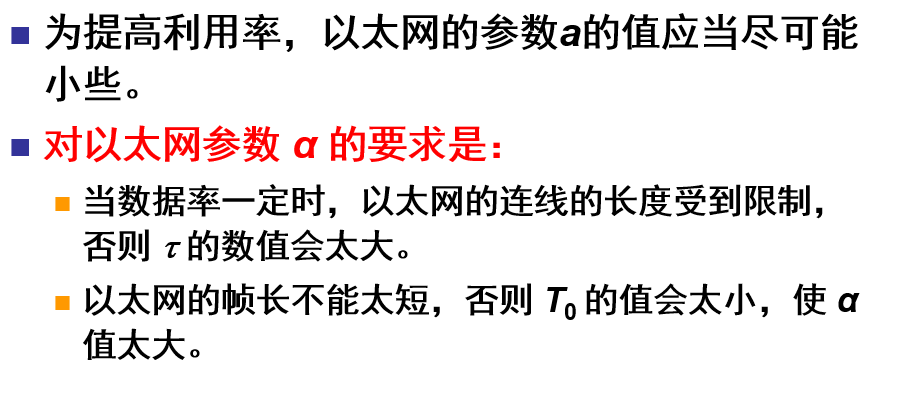 为提高利用率，以太网的参数a的值应当尽可能
小些。
对以太网参数 α 的要求是：
当数据率一定时，以太网的连线的长度受到限制，
否则 τ 的数值会太大。
以太网的帧长不能太短，否则 T0 的值会太小，使 α
值太大。